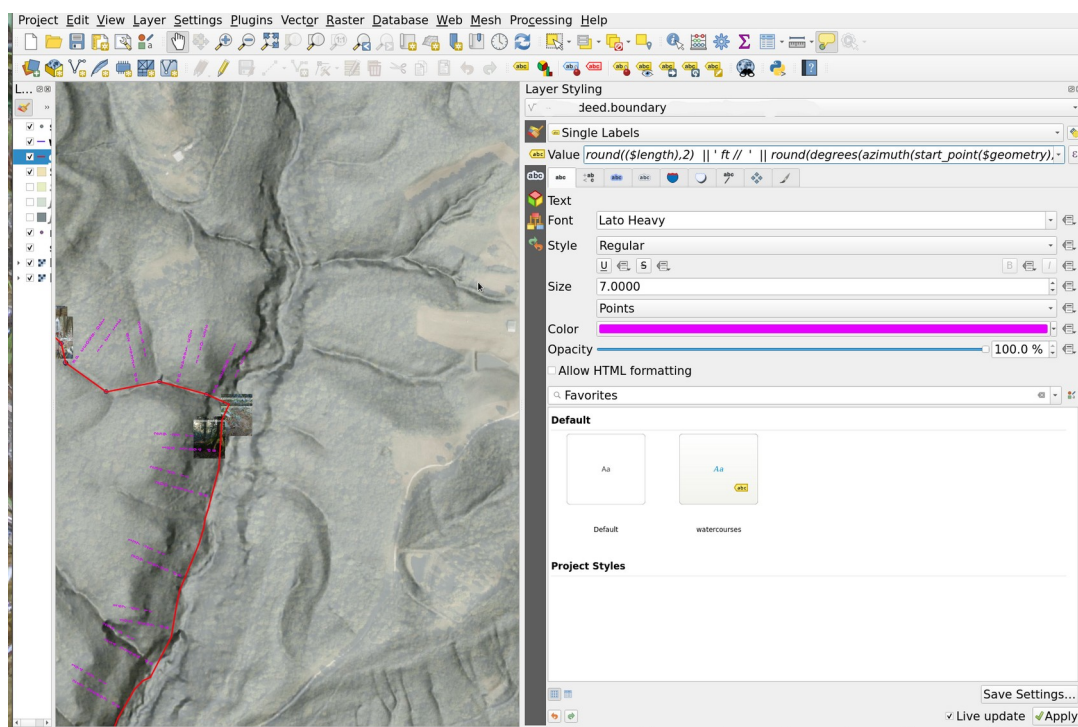 Project Edit View Layer Settings Plugins Vector Raster Database Web Mesh Processing Help
L...
Layer Styling
deed.boundary
Single Labels
Value round(($length),2) || ' ft // ' || round(degrees(azimuth(start_point($geometry),
Text
Font Lato Heavy
Style Regular
U S B I
Size 7.0000
Points
Color
Opacity 100.0 %
Allow HTML formatting
Favorites
Default
Aa Aa
abc
Default watercourses
Project Styles
Save Settings...
Live update Apply